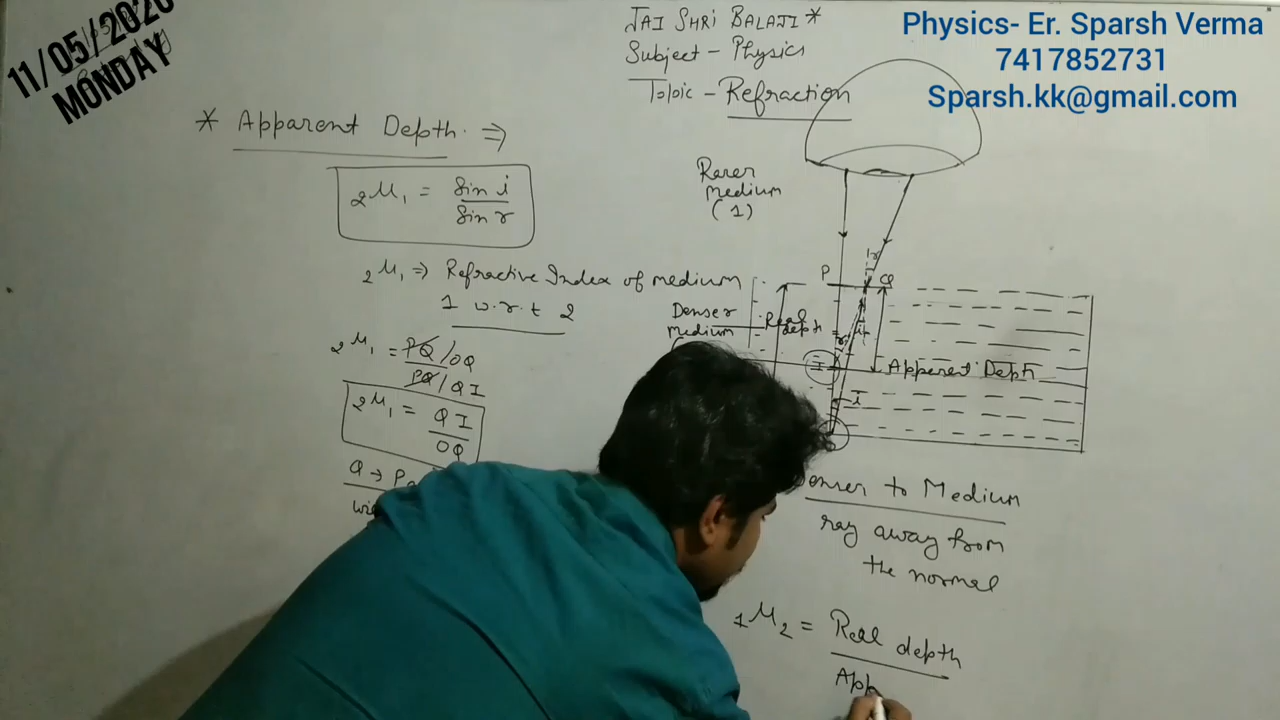 11/05/2020
MONDAY
JAI SHRI BALAJI *
Subject - Physics
Topic - Refraction
Physics- Er. Sparsh Verma
7417852731
Sparsh.kk@gmail.com
* Apparent Depth ⇒
₂μ₁ = Sin i / Sin r
₂μ₁ ⇒ Refractive Index of medium
1 w.r.t 2
₂μ₁ = PQ/OQ / PQ/QI
₂μ₁ = QI / OQ
Q →
Rarer
medium
(1)
Denser
medium
P
Q
r
Real
depth
i
r
I
Apparent Depth
i
to Medium
ray away from
the normal
₁μ₂ = Real depth
App